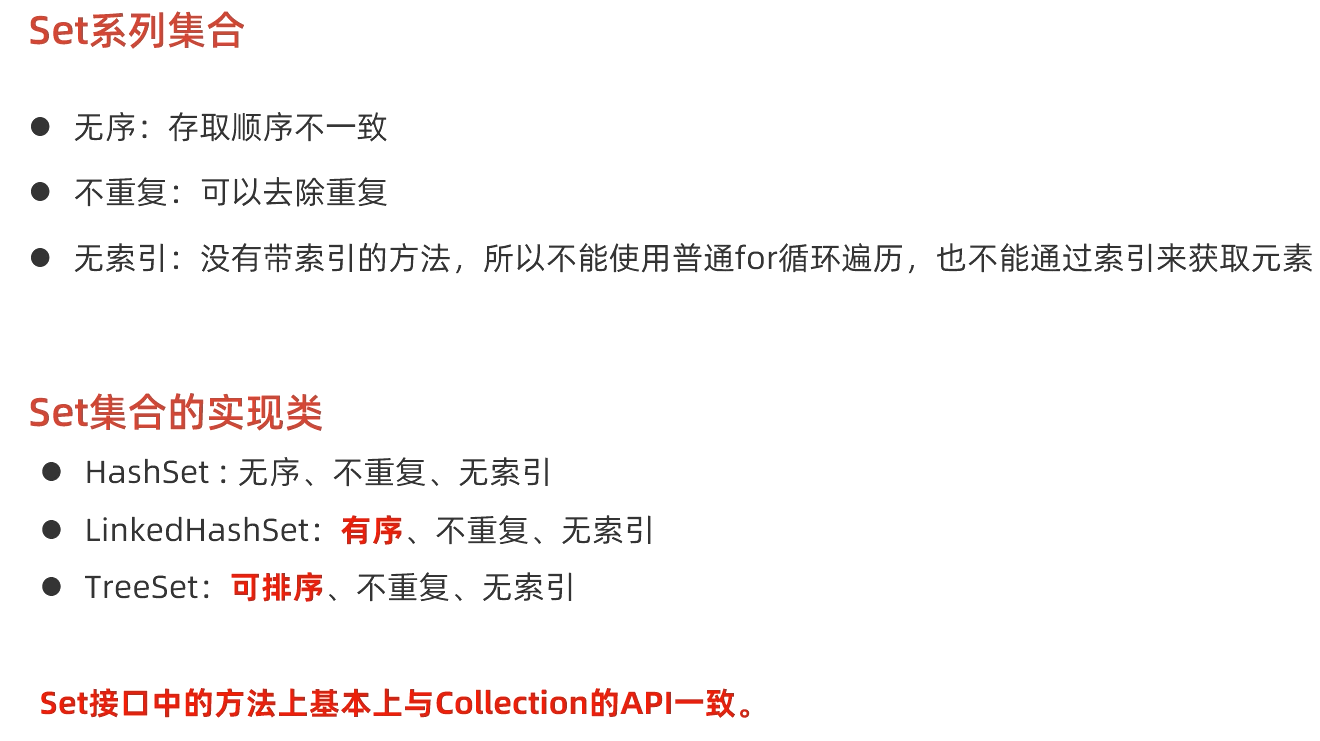 Set系列集合
● 无序：存取顺序不一致
● 不重复：可以去除重复
● 无索引：没有带索引的方法，所以不能使用普通for循环遍历，也不能通过索引来获取元素
Set集合的实现类
● HashSet : 无序、不重复、无索引
● LinkedHashSet：有序、不重复、无索引
● TreeSet：可排序、不重复、无索引
Set接口中的方法上基本上与Collection的API一致。